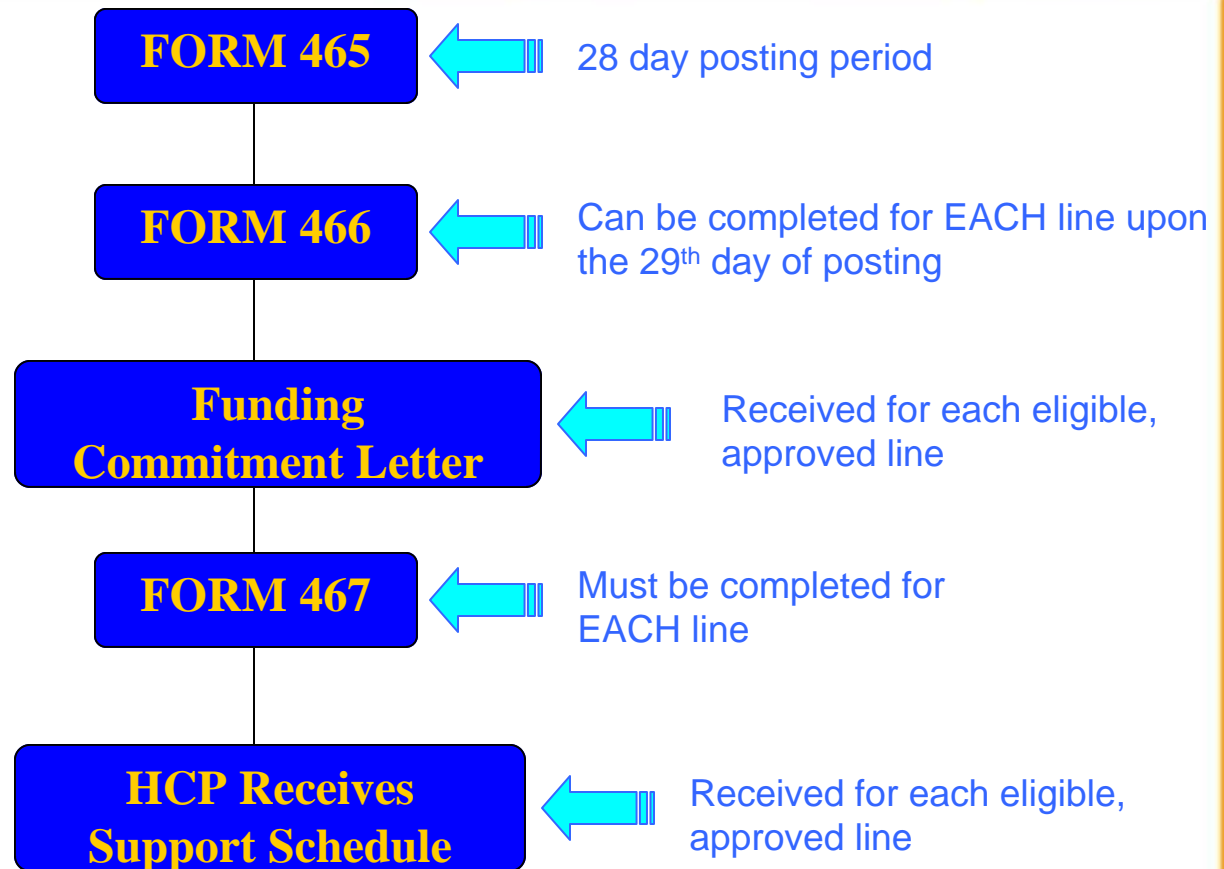 FORM 465
28 day posting period
FORM 466
Can be completed for EACH line upon
the 29th day of posting
Funding
Commitment Letter
Received for each eligible,
approved line
FORM 467
Must be completed for
EACH line
HCP Receives
Support Schedule
Received for each eligible,
approved line